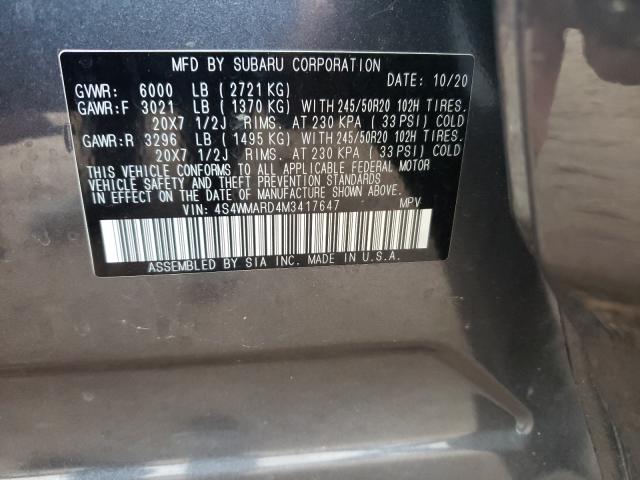 MFD BY SUBARU CORPORATION
DATE: 10/20
GVWR: 6000 LB (2721 KG)
GAWR:F 3021 LB (1370 KG) WITH 245/50R20 102H TIRES,
20X7 1/2J RIMS, AT 230 KPA (33 PSI) COLD
GAWR:R 3296 LB (1495 KG) WITH 245/50R20 102H TIRES,
20X7 1/2J RIMS, AT 230 KPA (33 PSI) COLD
THIS VEHICLE CONFORMS TO ALL APPLICABLE FEDERAL MOTOR
VEHICLE SAFETY AND THEFT PREVENTION STANDARDS
IN EFFECT ON THE DATE OF MANUFACTURE SHOWN ABOVE.
VIN: 4S4WMARD4M3417647 MPV
ASSEMBLED BY SIA INC. MADE IN U.S.A.